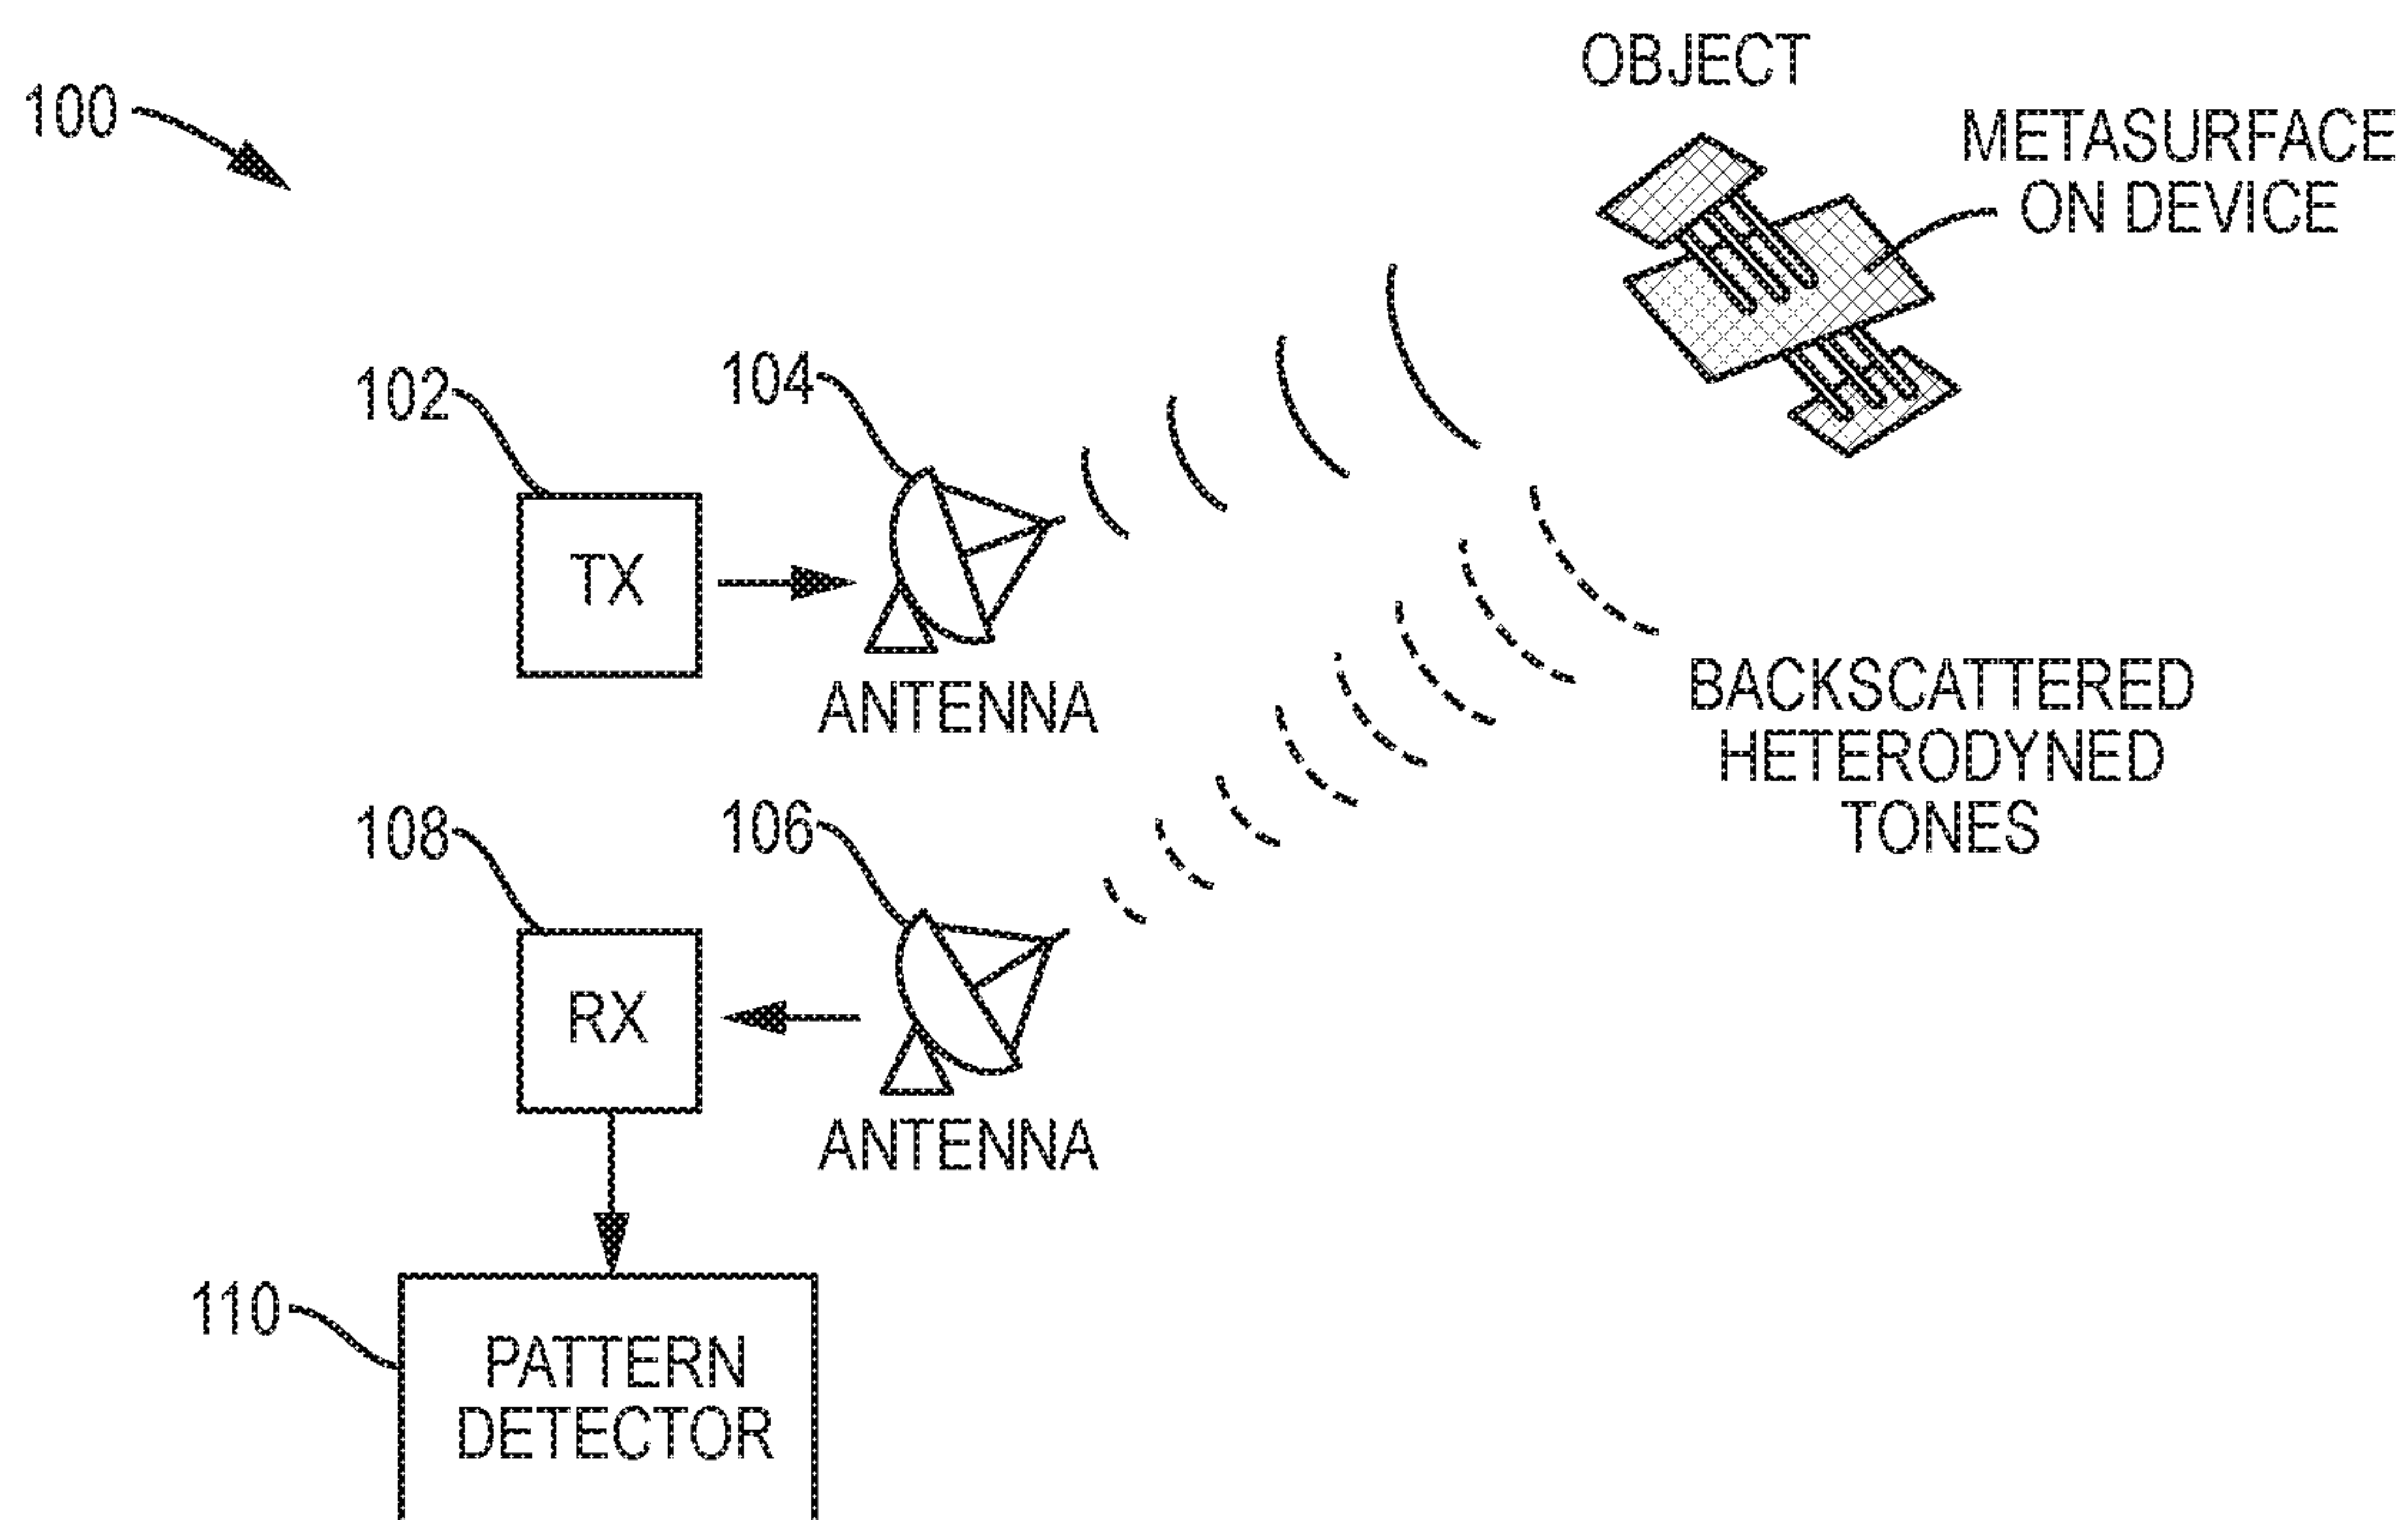 100
OBJECT
METASURFACE
ON DEVICE
102
104
TX
ANTENNA
BACKSCATTERED
HETERODYNED
TONES
108
106
RX
ANTENNA
110
PATTERN
DETECTOR